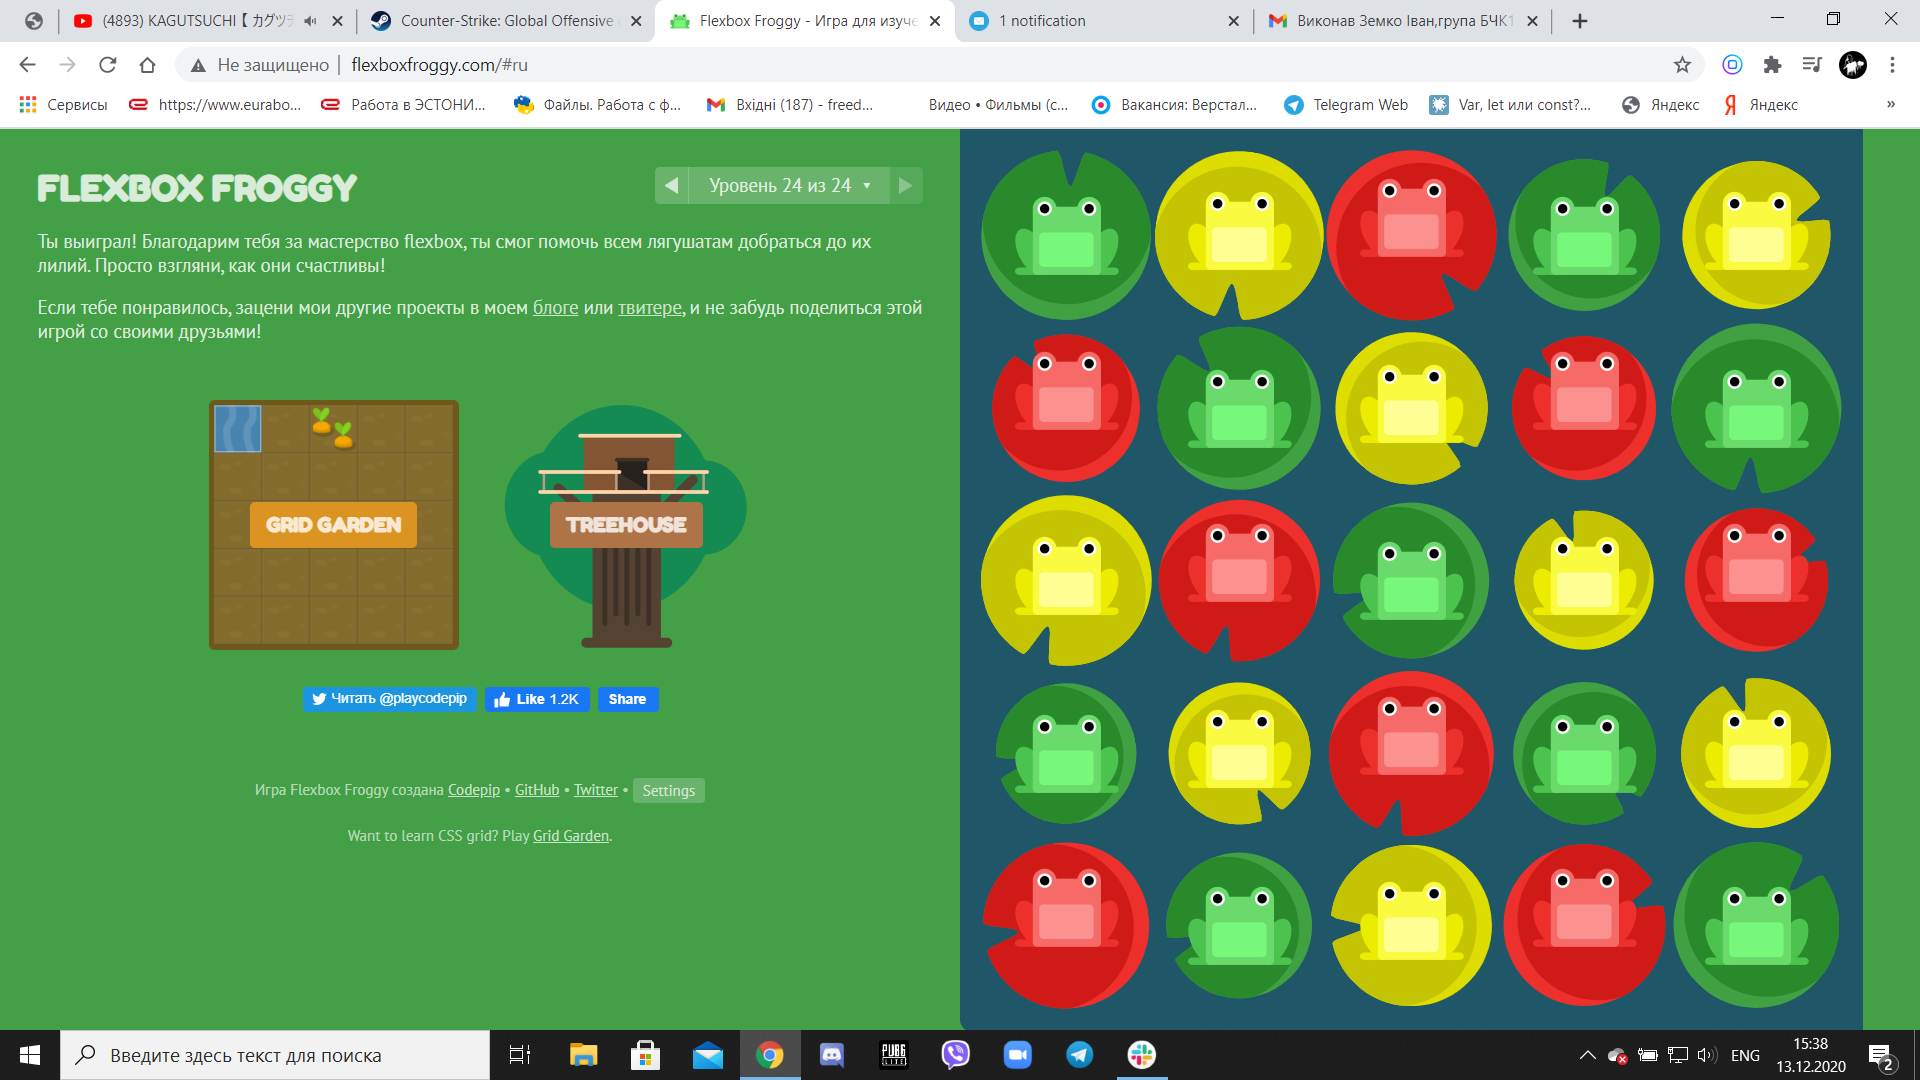 (4893) KAGUTSUCHI【 カグツラ
Counter-Strike: Global Offensive
Flexbox Froggy - Игра для изуче
1 notification
Виконав Земко Іван,група БЧК1
Не защищено
flexboxfroggy.com/#ru
Сервисы
https://www.eurabo...
Работа в ЭСТОНИ...
Файлы. Работа с ф...
Вхідні (187) - freed...
Видео • Фильмы (с...
Вакансия: Верстал...
Telegram Web
Var, let или const?...
Яндекс
Яндекс
»
FLEXBOX FROGGY
Уровень 24 из 24
Ты выиграл! Благодарим тебя за мастерство flexbox, ты смог помочь всем лягушатам добраться до их
лилий. Просто взгляни, как они счастливы!
Если тебе понравилось, зацени мои другие проекты в моем блоге или твитере, и не забудь поделиться этой
игрой со своими друзьями!
GRID GARDEN
TREEHOUSE
Читать @playcodepip
Like 1.2K
Share
Игра Flexbox Froggy создана Codepip • GitHub • Twitter • Settings
Want to learn CSS grid? Play Grid Garden.
Введите здесь текст для поиска
PUBG
LITE
ENG
15:38
13.12.2020
2